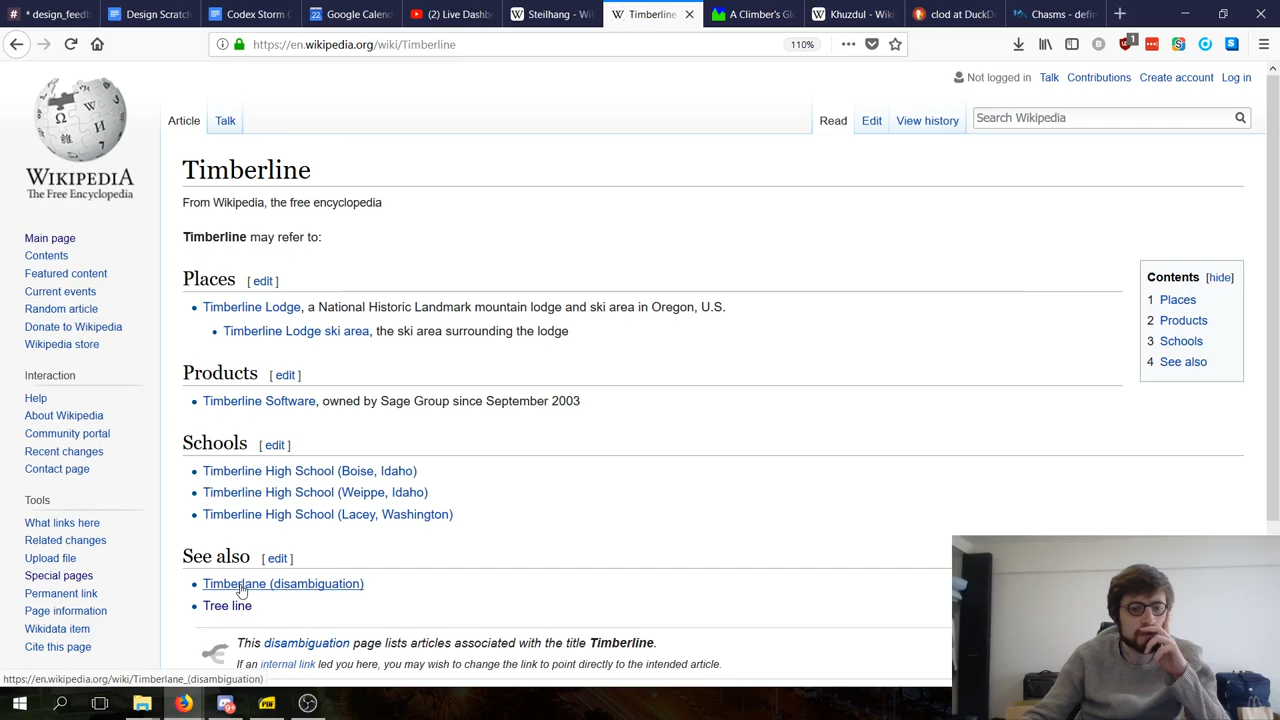 * design_feedb
Design Scratch
Codex Storm C
Google Calen
(2) Live Dashb
Steilhang - Wi
Timberline
A Climber's Gl
Khuzdul - Wiki
clod at DuckD
Chasms - defin
https://en.wikipedia.org/wiki/Timberline
110%
1
Not logged in Talk Contributions Create account Log in
Article Talk
Read Edit View history Search Wikipedia
WIKIPEDIA
The Free Encyclopedia
Main page
Contents
Featured content
Current events
Random article
Donate to Wikipedia
Wikipedia store
Interaction
Help
About Wikipedia
Community portal
Recent changes
Contact page
Tools
What links here
Related changes
Upload file
Special pages
Permanent link
Page information
Wikidata item
Cite this page
Timberline
From Wikipedia, the free encyclopedia
Timberline may refer to:
Places [ edit ]
Timberline Lodge, a National Historic Landmark mountain lodge and ski area in Oregon, U.S.
Timberline Lodge ski area, the ski area surrounding the lodge
Products [ edit ]
Timberline Software, owned by Sage Group since September 2003
Schools [ edit ]
Timberline High School (Boise, Idaho)
Timberline High School (Weippe, Idaho)
Timberline High School (Lacey, Washington)
See also [ edit ]
Timberlane (disambiguation)
Tree line
This disambiguation page lists articles associated with the title Timberline.
If an internal link led you here, you may wish to change the link to point directly to the intended article.
Contents [hide]
1 Places
2 Products
3 Schools
4 See also
https://en.wikipedia.org/wiki/Timberlane_(disambiguation)